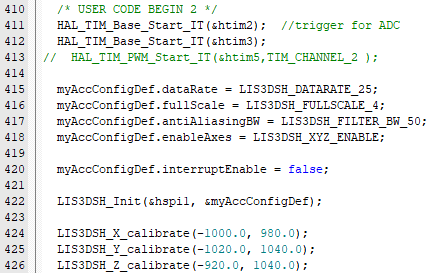 410 /* USER CODE BEGIN 2 */
411 HAL_TIM_Base_Start_IT(&htim2); //trigger for ADC
412 HAL_TIM_Base_Start_IT(&htim3);
413 // HAL_TIM_PWM_Start_IT(&htim5,TIM_CHANNEL_2 );
414
415 myAccConfigDef.dataRate = LIS3DSH_DATARATE_25;
416 myAccConfigDef.fullScale = LIS3DSH_FULLSCALE_4;
417 myAccConfigDef.antiAliasingBW = LIS3DSH_FILTER_BW_50;
418 myAccConfigDef.enableAxes = LIS3DSH_XYZ_ENABLE;
419
420 myAccConfigDef.interruptEnable = false;
421
422 LIS3DSH_Init(&hspi1, &myAccConfigDef);
423
424 LIS3DSH_X_calibrate(-1000.0, 980.0);
425 LIS3DSH_Y_calibrate(-1020.0, 1040.0);
426 LIS3DSH_Z_calibrate(-920.0, 1040.0);